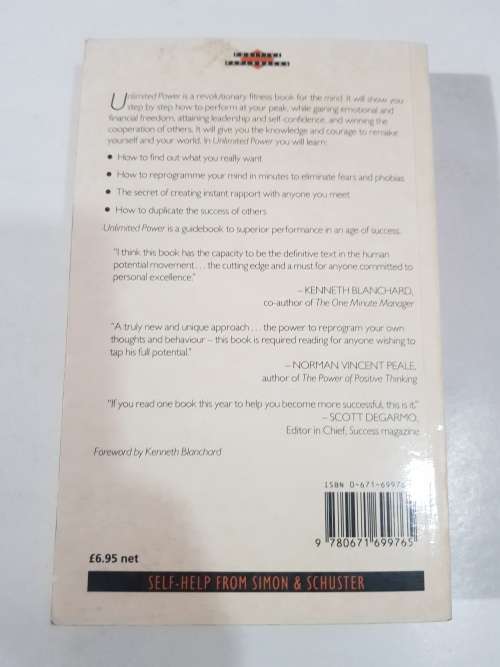 POSITIVE
PAPERBACKS
Unlimited Power is a revolutionary fitness book for the mind. It will show you
step by step how to perform at your peak, while gaining emotional and
financial freedom, attaining leadership and self-confidence, and winning the
cooperation of others. It will give you the knowledge and courage to remake
yourself and your world. In Unlimited Power you will learn:
• How to find out what you really want
• How to reprogramme your mind in minutes to eliminate fears and phobias
• The secret of creating instant rapport with anyone you meet
• How to duplicate the success of others
Unlimited Power is a guidebook to superior performance in an age of success.
"I think this book has the capacity to be the definitive text in the human
potential movement... the cutting edge and a must for anyone committed to
personal excellence."
– KENNETH BLANCHARD,
co-author of The One Minute Manager
"A truly new and unique approach... the power to reprogram your own
thoughts and behaviour – this book is required reading for anyone wishing to
tap his full potential."
– NORMAN VINCENT PEALE,
author of The Power of Positive Thinking
"If you read one book this year to help you become more successful, this is it."
– SCOTT DEGARMO,
Editor in Chief, Success magazine
Foreword by Kenneth Blanchard
ISBN 0-671-69976
9 780671 699765
£6.95 net
SELF-HELP FROM SIMON & SCHUSTER